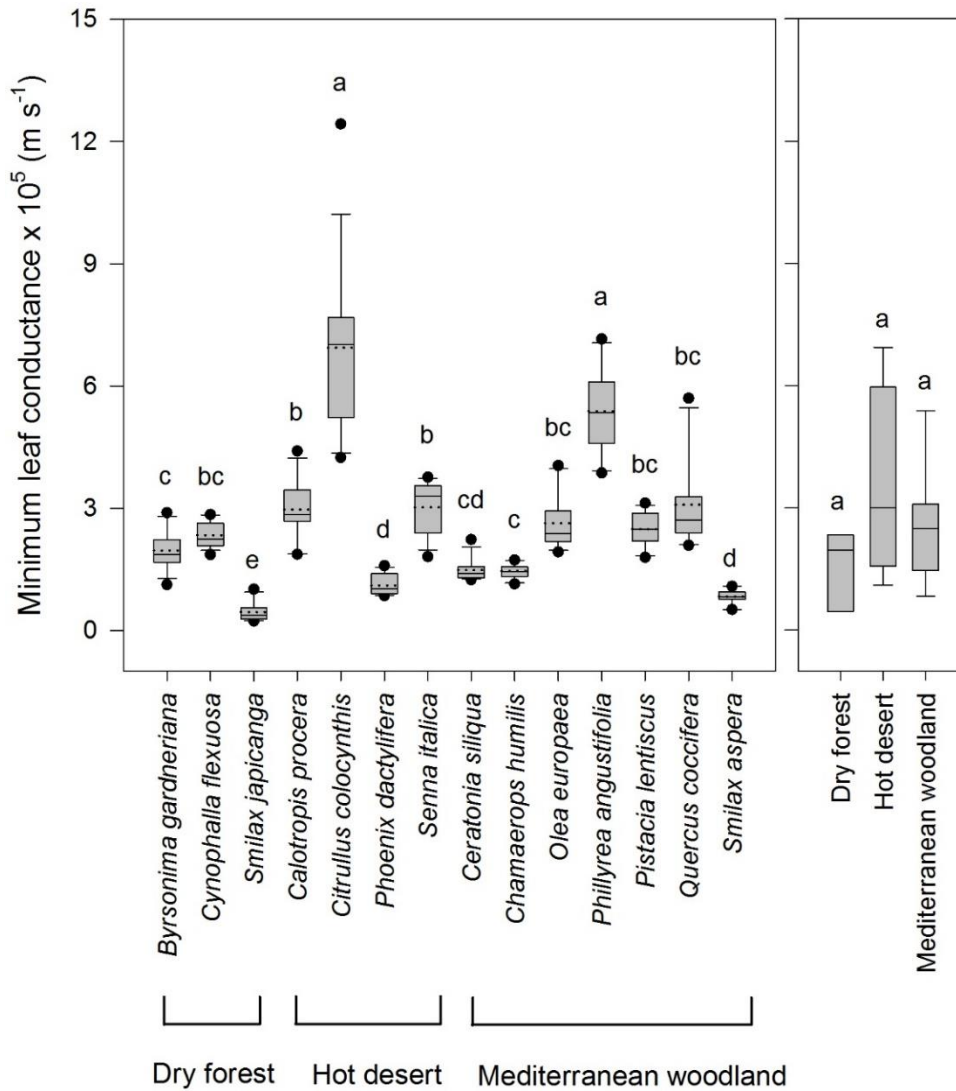 Minimum leaf conductance x 10⁵ (m s⁻¹)
15
12
9
6
3
0
c
bc
e
b
a
d
b
cd
c
bc
a
bc
bc
d
a
a
a
Byrsonima gardneriana
Cynophalla flexuosa
Smilax japicanga
Calotropis procera
Citrullus colocynthis
Phoenix dactylifera
Senna italica
Ceratonia siliqua
Chamaerops humilis
Olea europaea
Phillyrea angustifolia
Pistacia lentiscus
Quercus coccifera
Smilax aspera
Dry forest
Hot desert
Mediterranean woodland
Dry forest
Hot desert
Mediterranean woodland